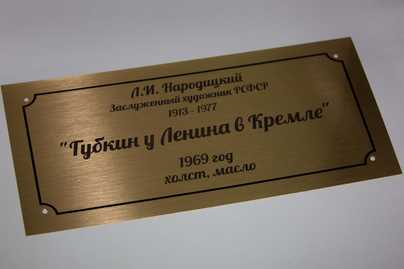 Л.И. Народицкий
Заслуженный художник РСФСР
1913 - 1977
"Губкин у Ленина в Кремле"
1969 год
холст, масло